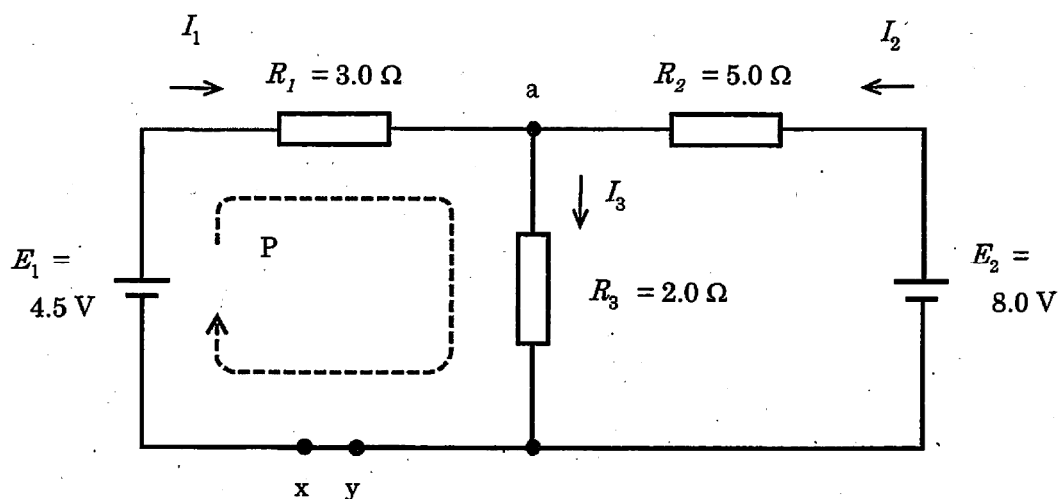 I₁
I₂
R₁ = 3.0 Ω
R₂ = 5.0 Ω
a
I₃
P
E₁ =
4.5 V
R₃ = 2.0 Ω
E₂ =
8.0 V
x y